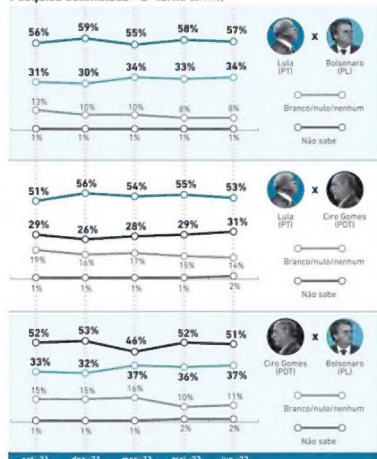 56% 59% 55% 58% 57%
31% 30% 34% 33% 34%
13% 10% 10% 8% 8%
1% 1% 1% 1% 1%
Lula (PT) x Bolsonaro (PL)
Branco/nulo/nenhum
Não sabe
51% 56% 54% 55% 53%
29% 26% 28% 29% 31%
19% 16% 17% 15% 14%
1% 1% 1% 1% 2%
Lula (PT) x Ciro Gomes (PDT)
Branco/nulo/nenhum
Não sabe
52% 53% 46% 52% 51%
33% 32% 37% 36% 37%
15% 15% 16% 10% 11%
1% 1% 1% 2% 2%
Ciro Gomes (PDT) x Bolsonaro (PL)
Branco/nulo/nenhum
Não sabe